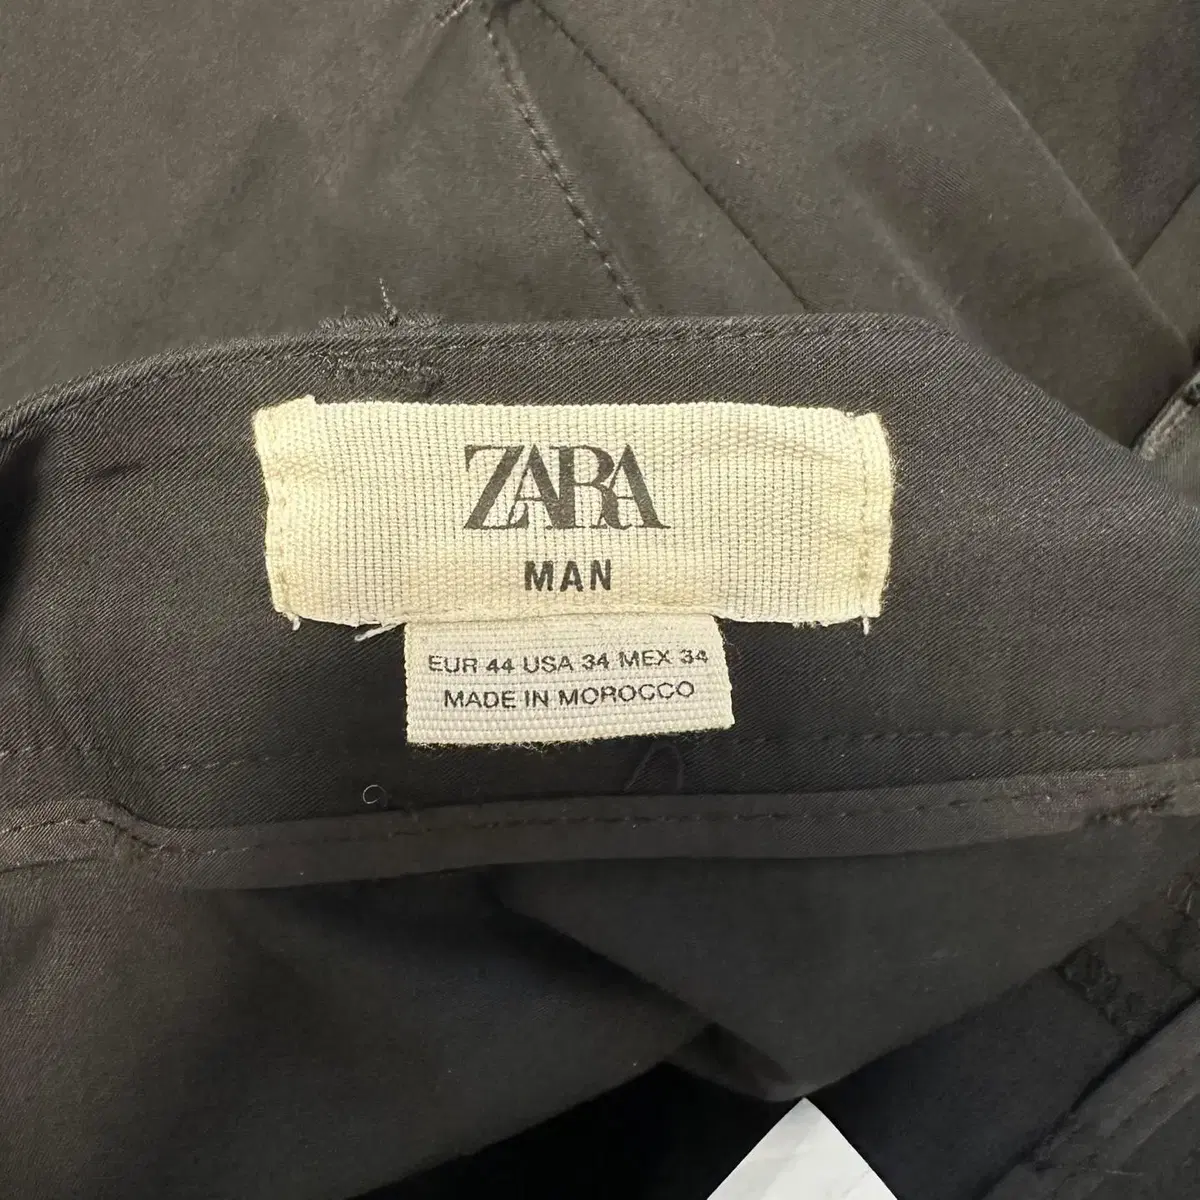 ZARA
MAN
EUR 44 USA 34 MEX 34
MADE IN MOROCCO